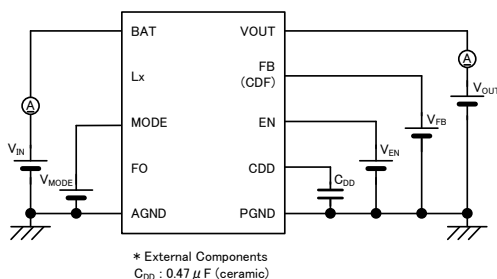 BAT
VOUT
A
Lx
FB
(CDF)
A
VOUT
MODE
EN
VFB
VIN
VMODE
FO
CDD
VEN
CDD
AGND
PGND
* External Components
CDD : 0.47 μF (ceramic)